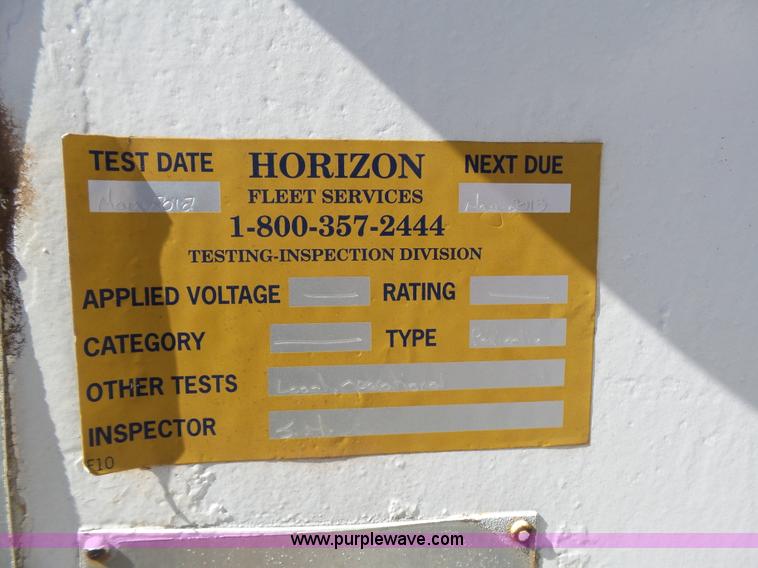 TEST DATE HORIZON NEXT DUE
FLEET SERVICES
1-800-357-2444
TESTING-INSPECTION DIVISION
APPLIED VOLTAGE — RATING —
CATEGORY — TYPE
OTHER TESTS operational
INSPECTOR
F10
www.purplewave.com